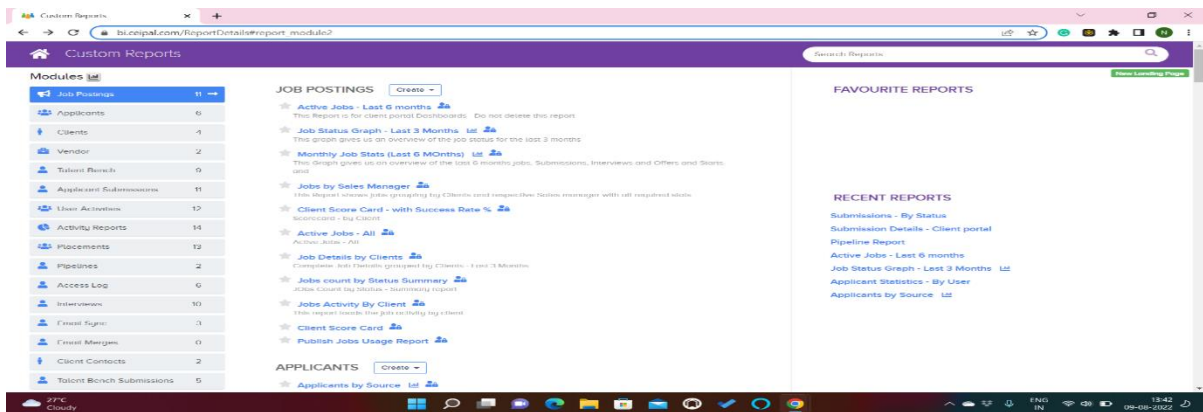 Custom Reports
bi.ceipal.com/ReportDetails#report_module2
N
Custom Reports
Search Reports
New Landing Page
Modules
Job Postings 11
Applicants 6
Clients 4
Vendor 2
Talent Bench 9
Applicant Submissions 11
User Activities 12
Activity Reports 14
Placements 13
Pipelines 2
Access Log 6
Interviews 10
Email Sync 3
Email Merges 0
Client Contacts 2
Talent Bench Submissions 5
JOB POSTINGS Create
Active Jobs - Last 6 months
This Report is for client portal Dashboards . Do not delete this report
Job Status Graph - Last 3 Months
This graph gives us an overview of the job status for the last 3 months
Monthly Job Stats (Last 6 MOnths)
This Graph gives us on overview of the last 6 months jobs, Submissions, Interviews and Offers and Stars,
and
Jobs by Sales Manager
This Report shows jobs grouping by Clients and respective Sales manager with all required stats
Client Score Card - with Success Rate %
Scorecard - by Client
Active Jobs - All
Active Jobs - All
Job Details by Clients
Complete Job Details grouped by Clients - Last 3 Months
Jobs count by Status Summary
JObs Count by Status - Summary report
Jobs Activity By Client
This report loads the job activity by client
Client Score Card
Publish Jobs Usage Report
APPLICANTS Create
Applicants by Source
FAVOURITE REPORTS
RECENT REPORTS
Submissions - By Status
Submission Details - Client portal
Pipeline Report
Active Jobs - Last 6 months
Job Status Graph - Last 3 Months
Applicant Statistics - By User
Applicants by Source
27°C
Cloudy
ENG
IN
13:42
09-08-2022